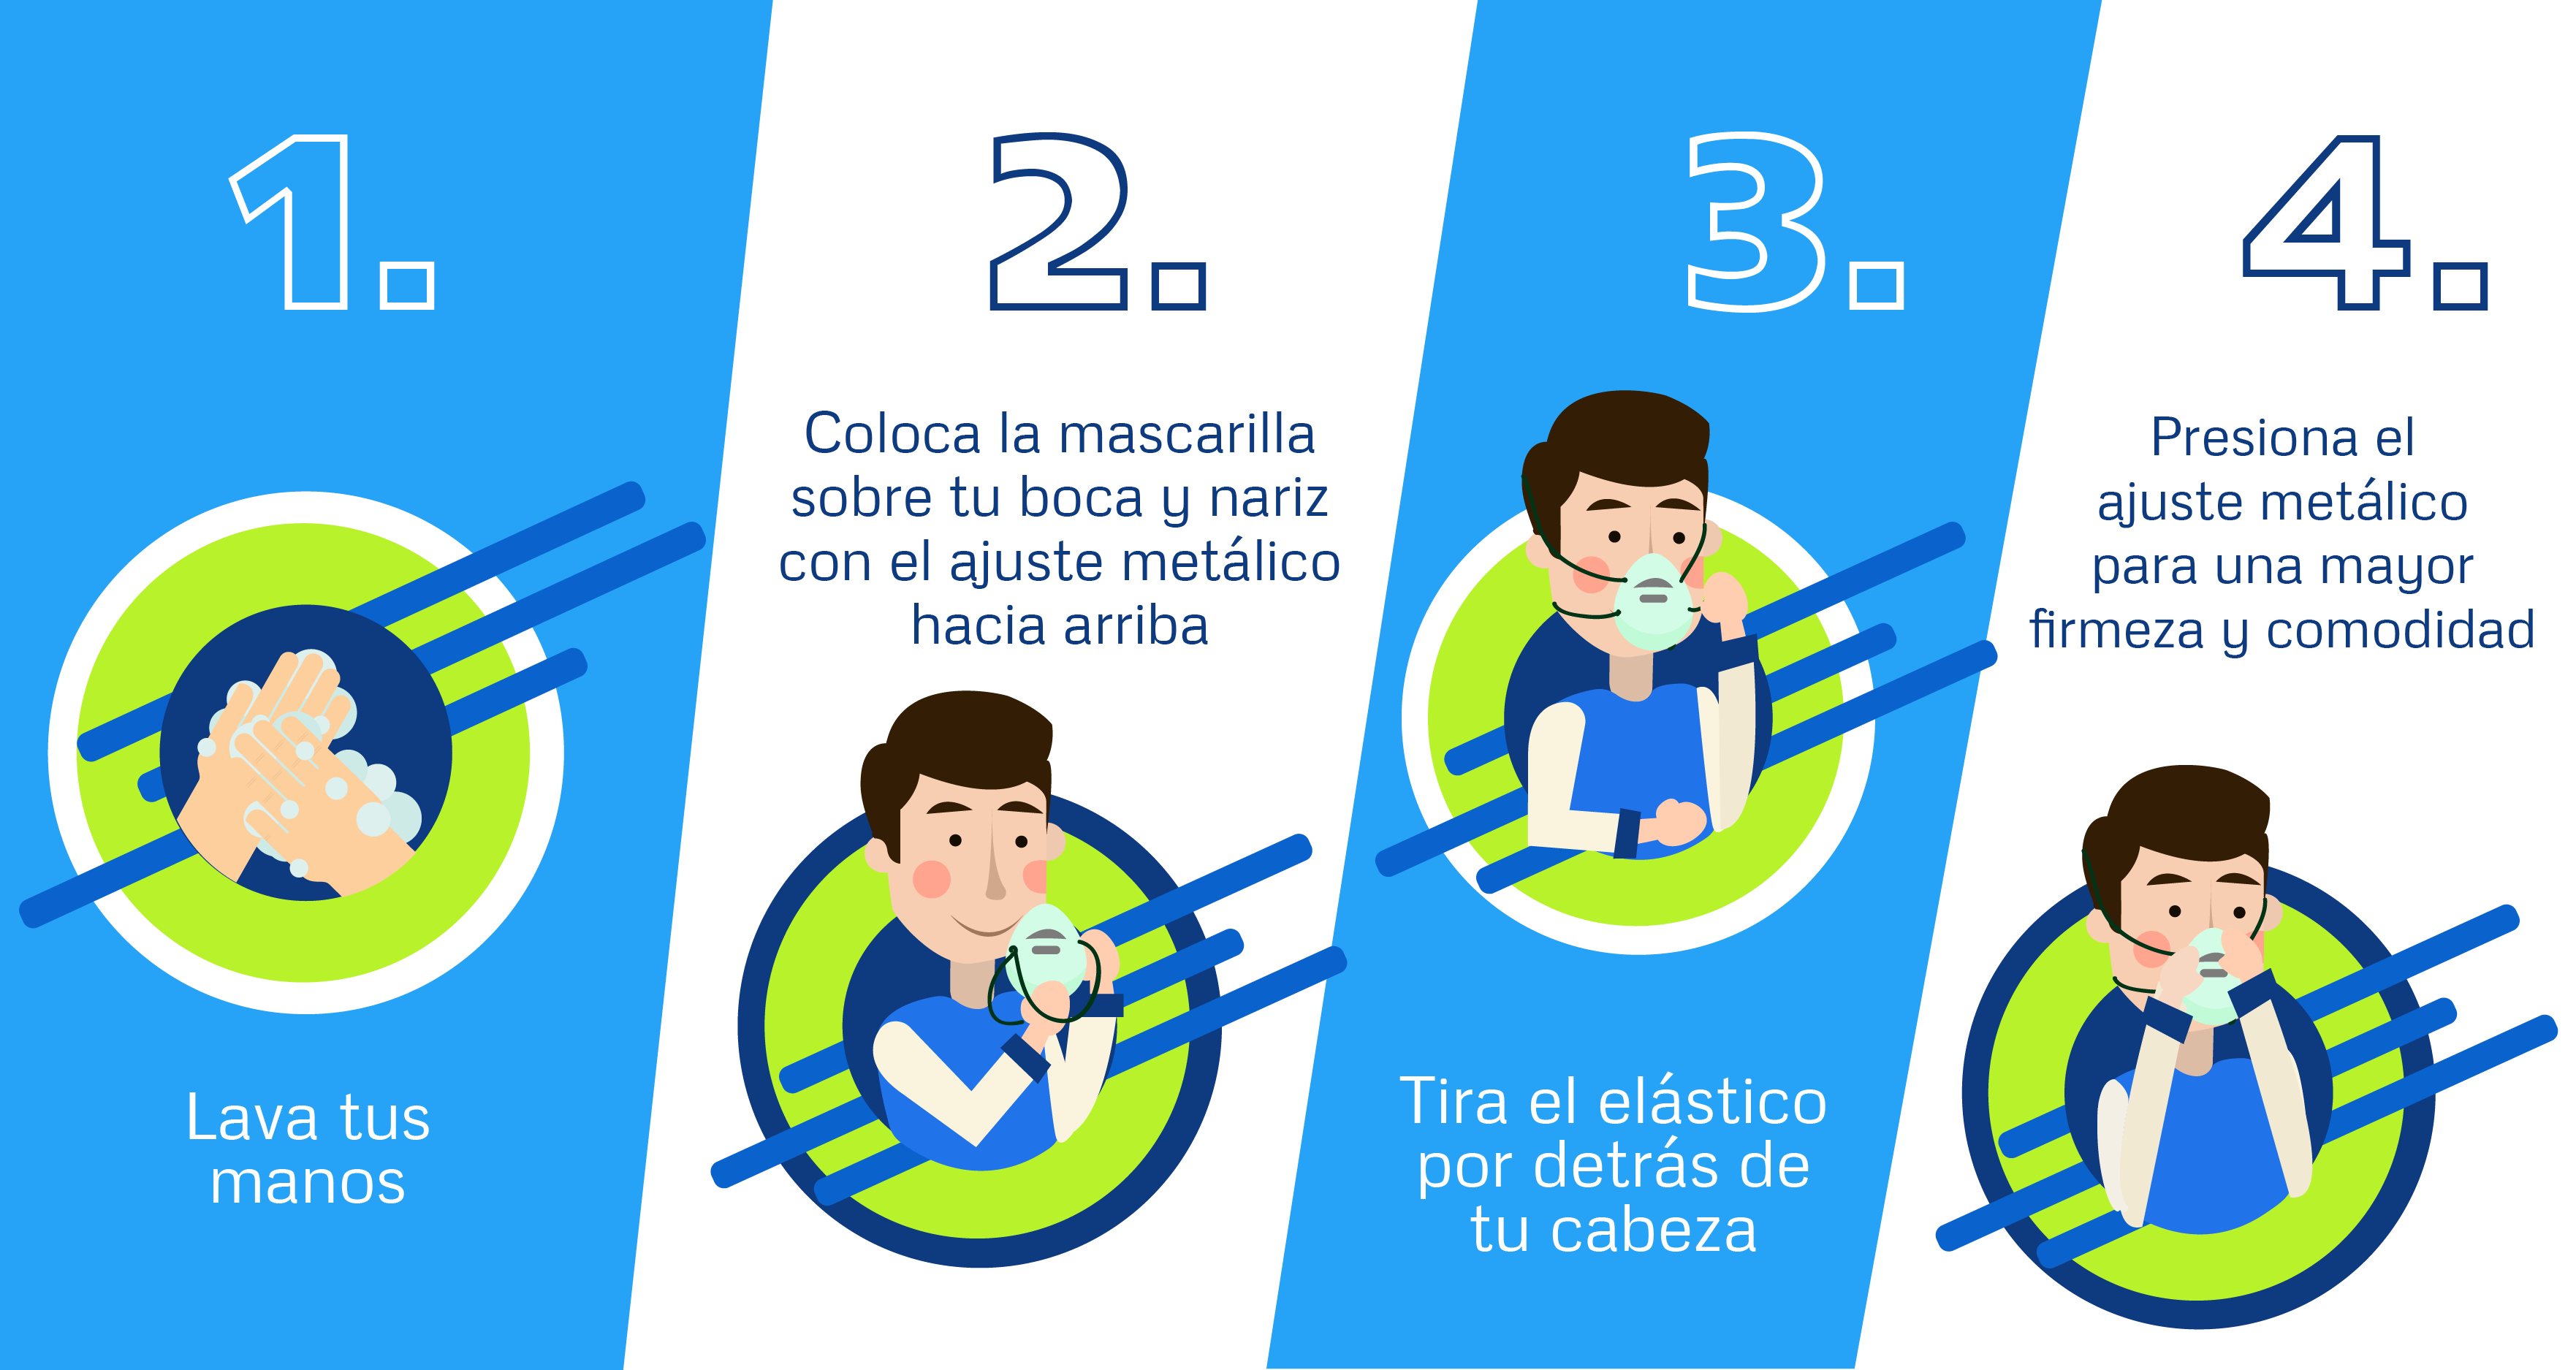 1.
Lava tus
manos
2.
Coloca la mascarilla
sobre tu boca y nariz
con el ajuste metálico
hacia arriba
3.
Tira el elástico
por detrás de
tu cabeza
4.
Presiona el
ajuste metálico
para una mayor
firmeza y comodidad